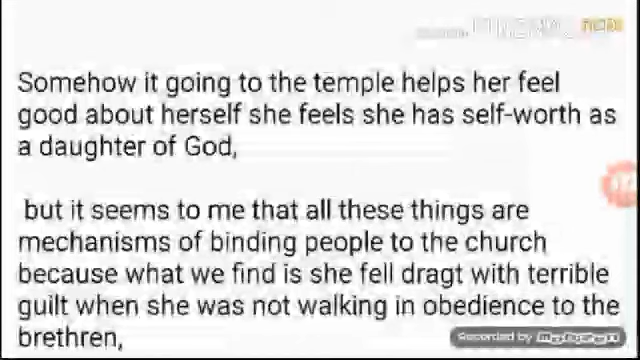 Somehow it going to the temple helps her feel
good about herself she feels she has self-worth as
a daughter of God,
but it seems to me that all these things are
mechanisms of binding people to the church
because what we find is she fell dragt with terrible
guilt when she was not walking in obedience to the
brethren,
Recorded by